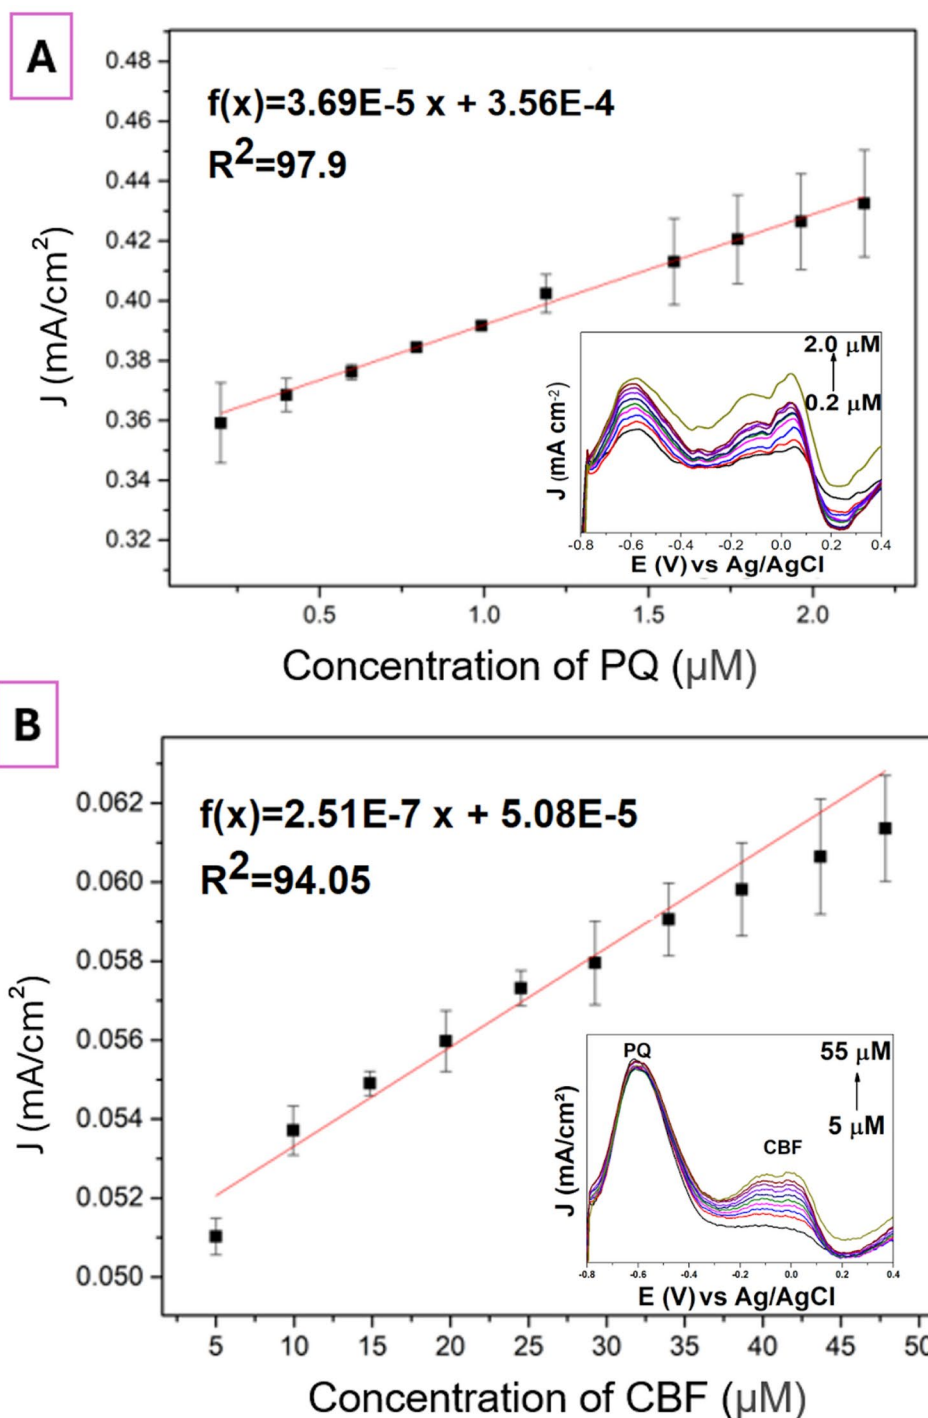 A
f(x)=3.69E-5 x + 3.56E-4
R²=97.9
J (mA/cm²)
0.48
0.46
0.44
0.42
0.40
0.38
0.36
0.34
0.32
0.5 1.0 1.5 2.0
Concentration of PQ (µM)
2.0 µM
0.2 µM
J (mA cm⁻²)
-0.8 -0.6 -0.4 -0.2 0.0 0.2 0.4
E (V) vs Ag/AgCl
B
f(x)=2.51E-7 x + 5.08E-5
R²=94.05
J (mA/cm²)
0.062
0.060
0.058
0.056
0.054
0.052
0.050
5 10 15 20 25 30 35 40 45 50
Concentration of CBF (µM)
PQ
55 µM
5 µM
CBF
J (mA/cm²)
-0.8 -0.6 -0.4 -0.2 0.0 0.2 0.4
E (V) vs Ag/AgCl